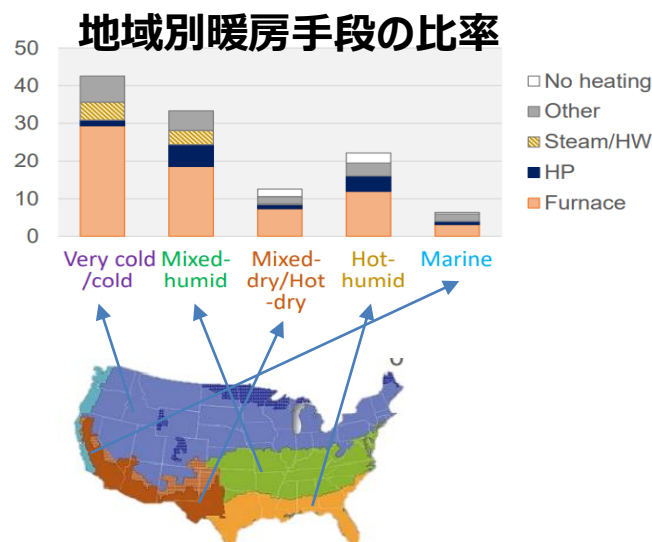 地域別暖房手段の比率
50
40
30
20
10
0
No heating
Other
Steam/HW
HP
Furnace
Very cold
/cold
Mixed-
humid
Mixed-
dry/Hot
-dry
Hot-
humid
Marine